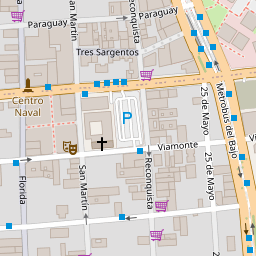 Paraguay
Paraguay
San Martín
Reconquista
Tres Sargentos
Centro
Naval
P
25 de Mayo
Metrobus del Bajo
Viamonte
Florida
San Martín
Reconquista
25 de Mayo